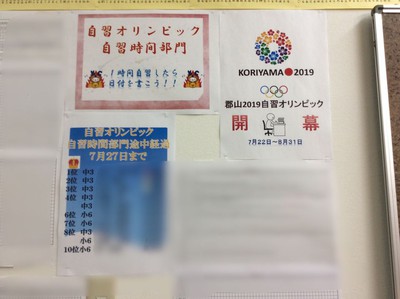 自習オリンピック
自習時間部門
1時間自習したら
日付を書こう!!
KORIYAMA 2019
郡山2019自習オリンピック
開 幕
7月22日~8月31日
自習オリンピック
自習時間部門途中経過
7月27日まで
1位 中3
2位 中3
3位 中3
4位 中3
中3
6位 小6
7位 小6
8位 中3
小6
10位 小6